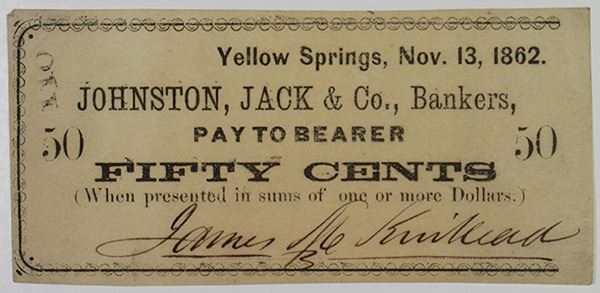 Yellow Springs, Nov. 13, 1862.
110
JOHNSTON, JACK & Co., Bankers,
PAY TO BEARER
50 50
FIFTY CENTS
(When presented in sums of one or more Dollars.)
James M Kinkead